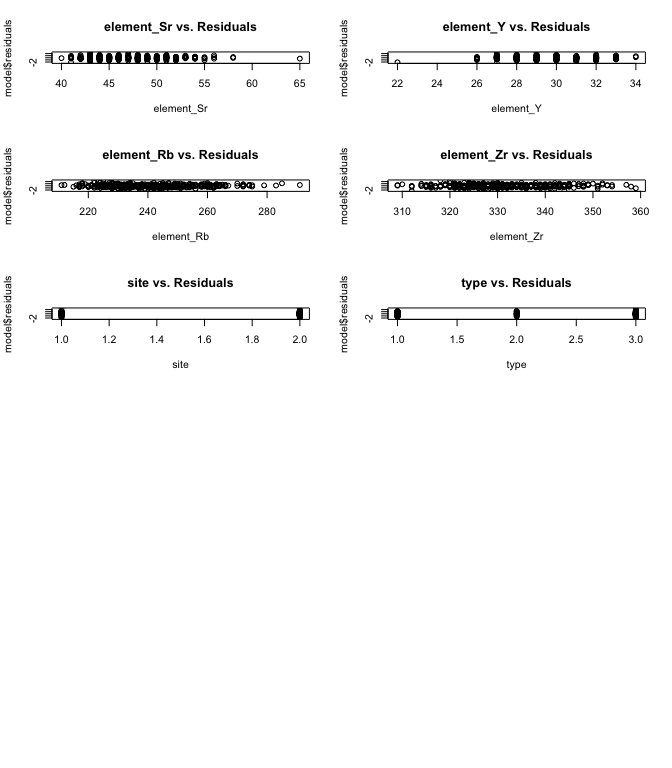 element_Sr vs. Residuals
model$residuals
-2
40 45 50 55 60 65
element_Sr
element_Y vs. Residuals
model$residuals
-2
22 24 26 28 30 32 34
element_Y
element_Rb vs. Residuals
model$residuals
-2
220 240 260 280
element_Rb
element_Zr vs. Residuals
model$residuals
-2
310 320 330 340 350 360
element_Zr
site vs. Residuals
model$residuals
-2
1.0 1.2 1.4 1.6 1.8 2.0
site
type vs. Residuals
model$residuals
-2
1.0 1.5 2.0 2.5 3.0
type